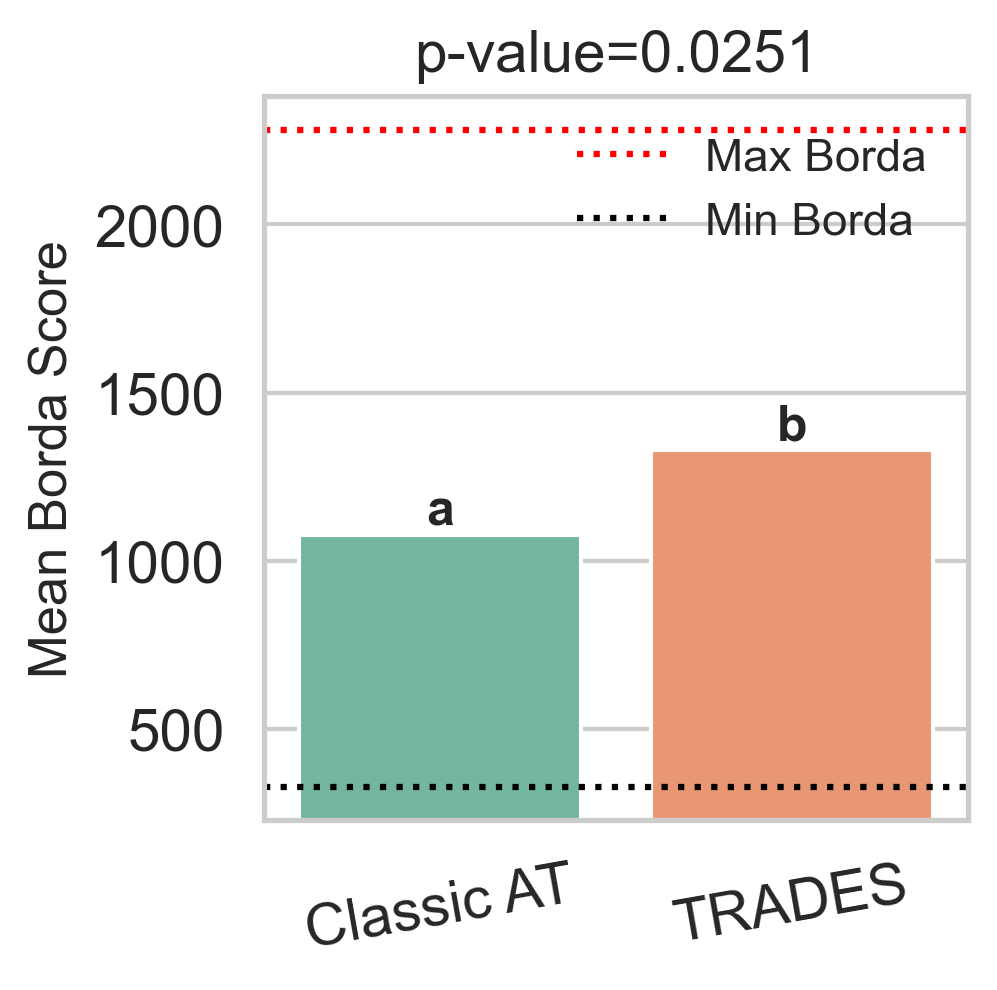 p-value=0.0251
Max Borda
Min Borda
Mean Borda Score
2000
1500
1000
500
a
b
Classic AT
TRADES